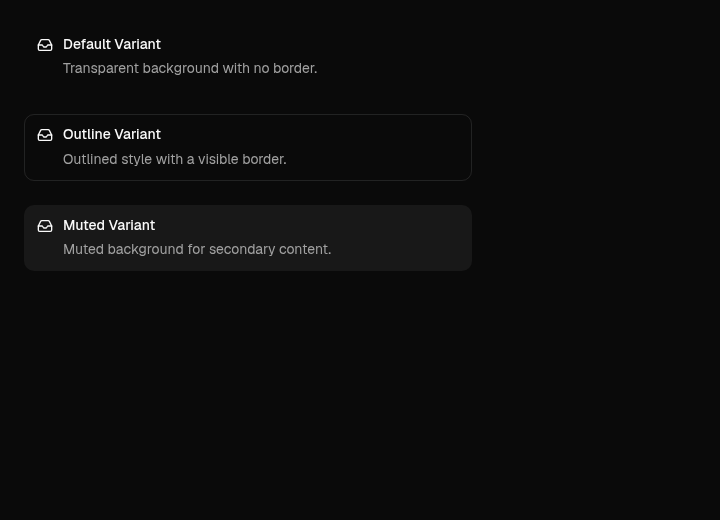 Default Variant
Transparent background with no border.
Outline Variant
Outlined style with a visible border.
Muted Variant
Muted background for secondary content.